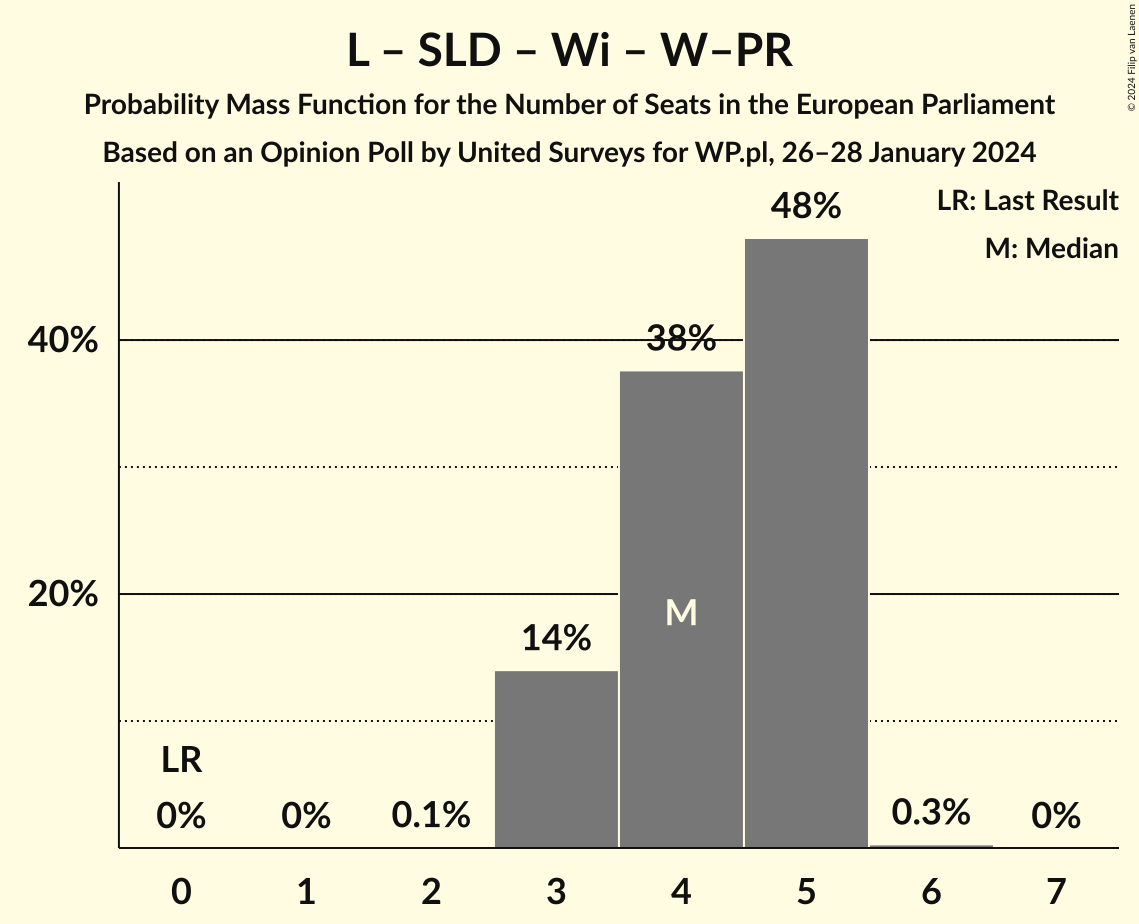 L – SLD – Wi – W–PR
Probability Mass Function for the Number of Seats in the European Parliament
Based on an Opinion Poll by United Surveys for WP.pl, 26–28 January 2024
© 2024 Filip van Laenen
LR: Last Result
M: Median
48%
40%
38%
20%
M
14%
LR
0%
0%
0.1%
0.3%
0%
0 1 2 3 4 5 6 7